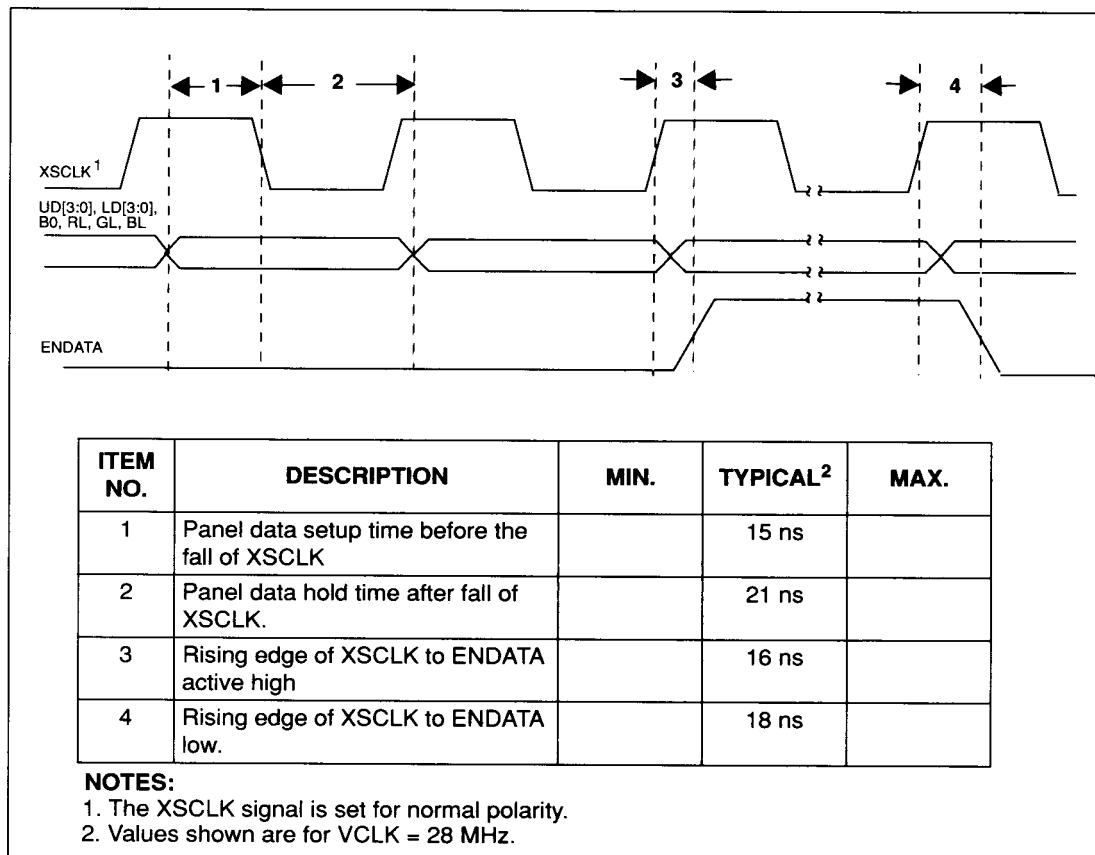 1 2 3 4
XSCLK1
UD[3:0], LD[3:0],
B0, RL, GL, BL
ENDATA
ITEM NO. DESCRIPTION MIN. TYPICAL2 MAX.
1 Panel data setup time before the fall of XSCLK 15 ns
2 Panel data hold time after fall of XSCLK. 21 ns
3 Rising edge of XSCLK to ENDATA active high 16 ns
4 Rising edge of XSCLK to ENDATA low. 18 ns
NOTES:
1. The XSCLK signal is set for normal polarity.
2. Values shown are for VCLK = 28 MHz.